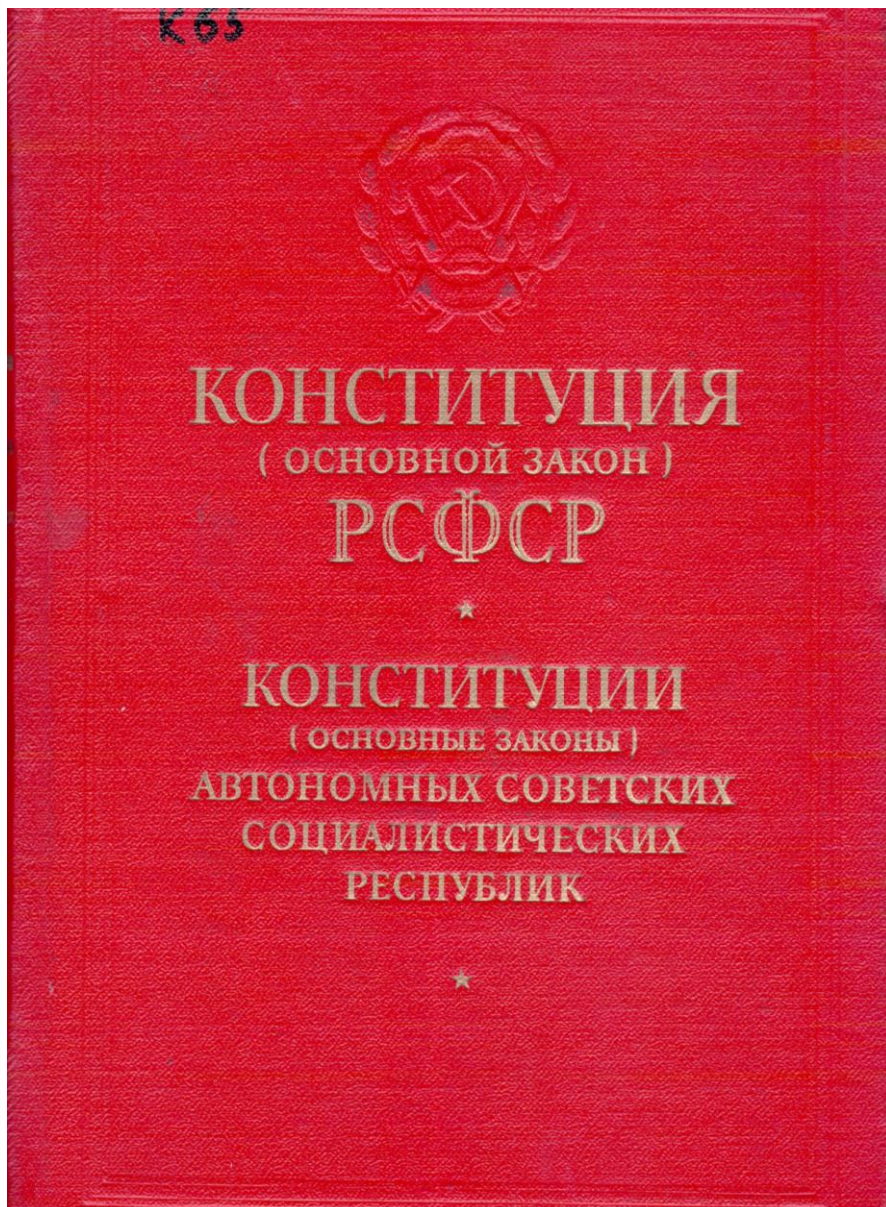 К65
КОНСТИТУЦИЯ
( ОСНОВНОЙ ЗАКОН )
РСФСР
КОНСТИТУЦИИ
( ОСНОВНЫЕ ЗАКОНЫ )
АВТОНОМНЫХ СОВЕТСКИХ
СОЦИАЛИСТИЧЕСКИХ
РЕСПУБЛИК